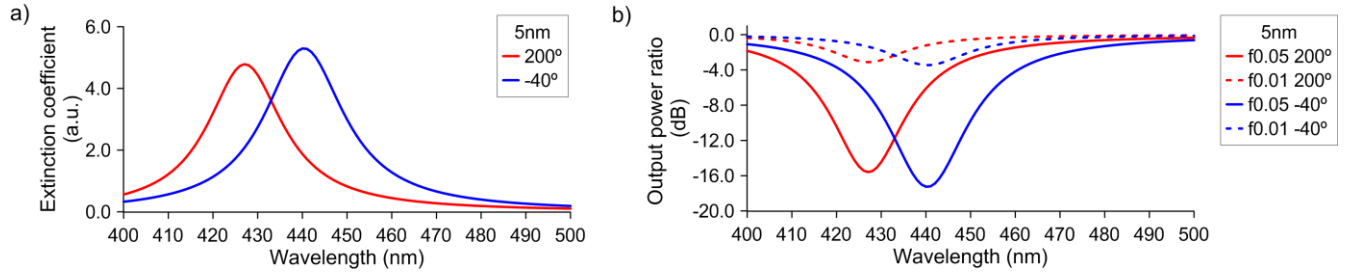 a)
Extinction coefficient
(a.u.)
6.0
4.0
2.0
0.0
400 410 420 430 440 450 460 470 480 490 500
Wavelength (nm)
5nm
200º
-40º
b)
Output power ratio
(dB)
0.0
-4.0
-8.0
-12.0
-16.0
-20.0
400 410 420 430 440 450 460 470 480 490 500
Wavelength (nm)
5nm
f0.05 200º
f0.01 200º
f0.05 -40º
f0.01 -40º